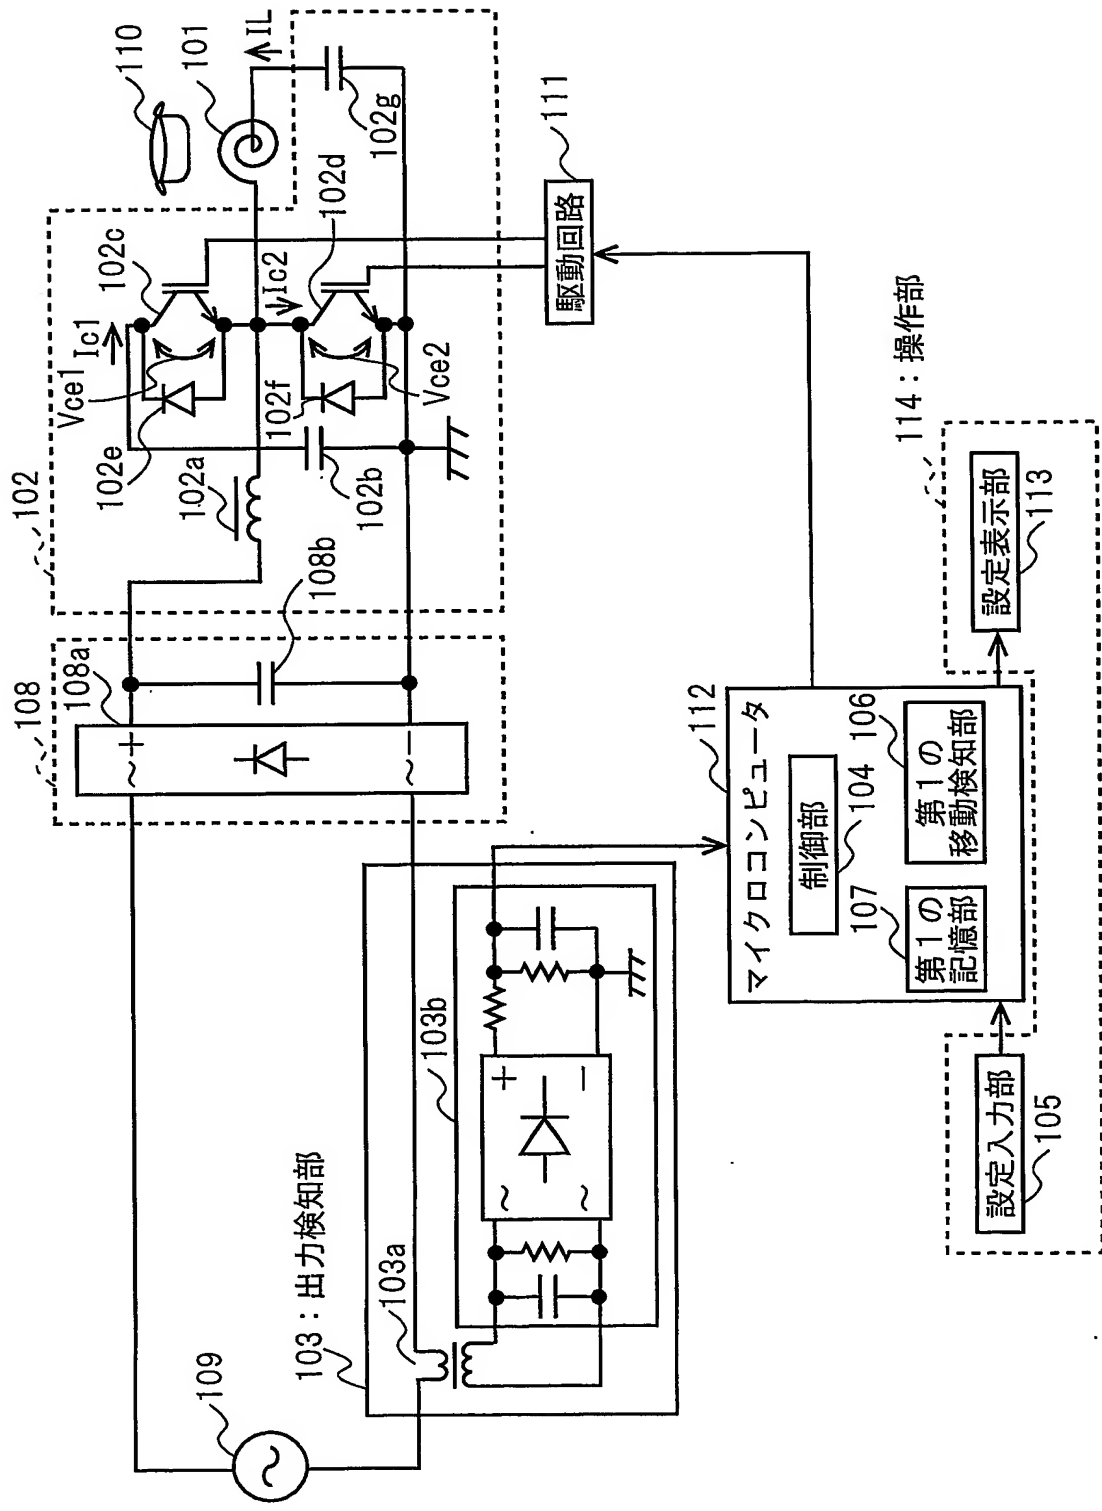 102
108
108a
108b
102a
102b
102c
102d
102e
102f
102g
Vce1
Ic1
Ic2
Vce2
110
101
IL
111
駆動回路
+
−
~
~
109
103:出力検知部
103a
103b
+
−
~
~
112
マイクロコンピュータ
制御部
104
106
第1の
移動検知部
107
第1の
記憶部
114:操作部
設定表示部
113
設定入力部
105